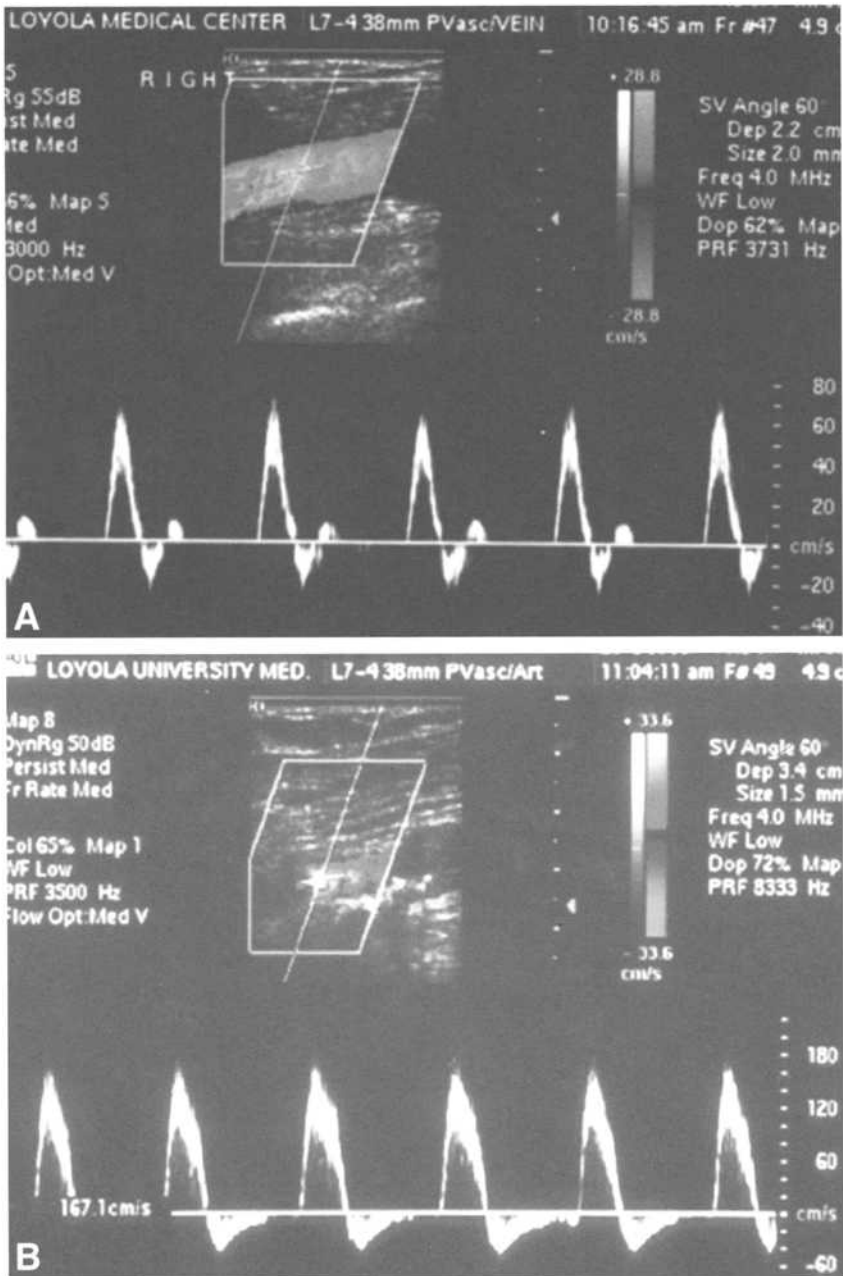 LOYOLA MEDICAL CENTER L7-4 38mm PVasc/VEIN 10:16:45 am Fr #47 4.9 c
5
Rg 55dB
ist Med
ate Med
6% Map 5
Med
3000 Hz
Opt:Med V
RIGHT
+ 28.8
- 28.8
cm/s
SV Angle 60°
Dep 2.2 cm
Size 2.0 mm
Freq 4.0 MHz
WF Low
Dop 62% Map
PRF 3731 Hz
80
60
40
20
cm/s
-20
-40
A
LOYOLA UNIVERSITY MED. L7-4 38mm PVasc/Art 11:04:11 am F# 49 4.9 c
Map 8
DynRg 50dB
Persist Med
Fr Rate Med
Col 65% Map 1
WF Low
PRF 3500 Hz
Flow Opt:Med V
+ 33.6
- 33.6
cm/s
SV Angle 60°
Dep 3.4 cm
Size 1.5 mm
Freq 4.0 MHz
WF Low
Dop 72% Map
PRF 8333 Hz
180
120
60
cm/s
-60
167.1cm/s
B